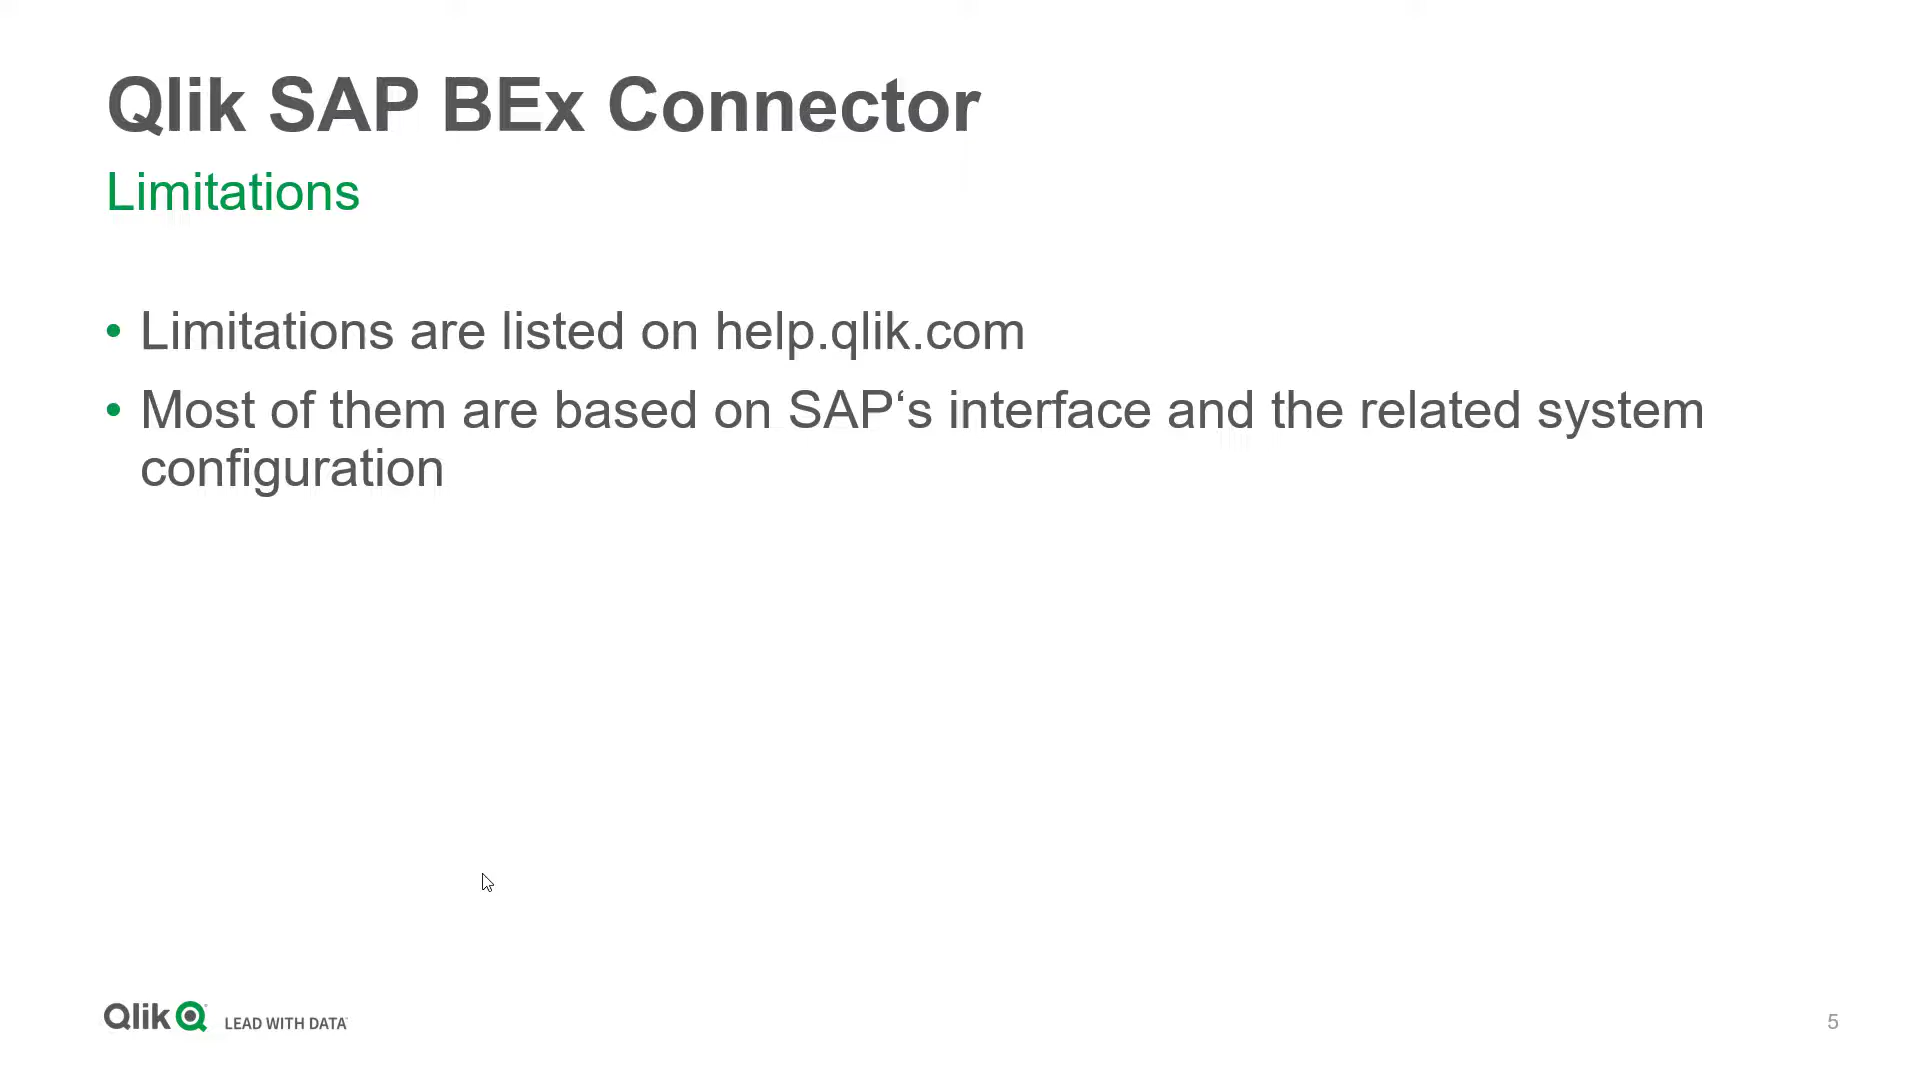 Qlik SAP BEx Connector
Limitations
• Limitations are listed on help.qlik.com
• Most of them are based on SAP‘s interface and the related system
configuration
Qlik LEAD WITH DATA
5